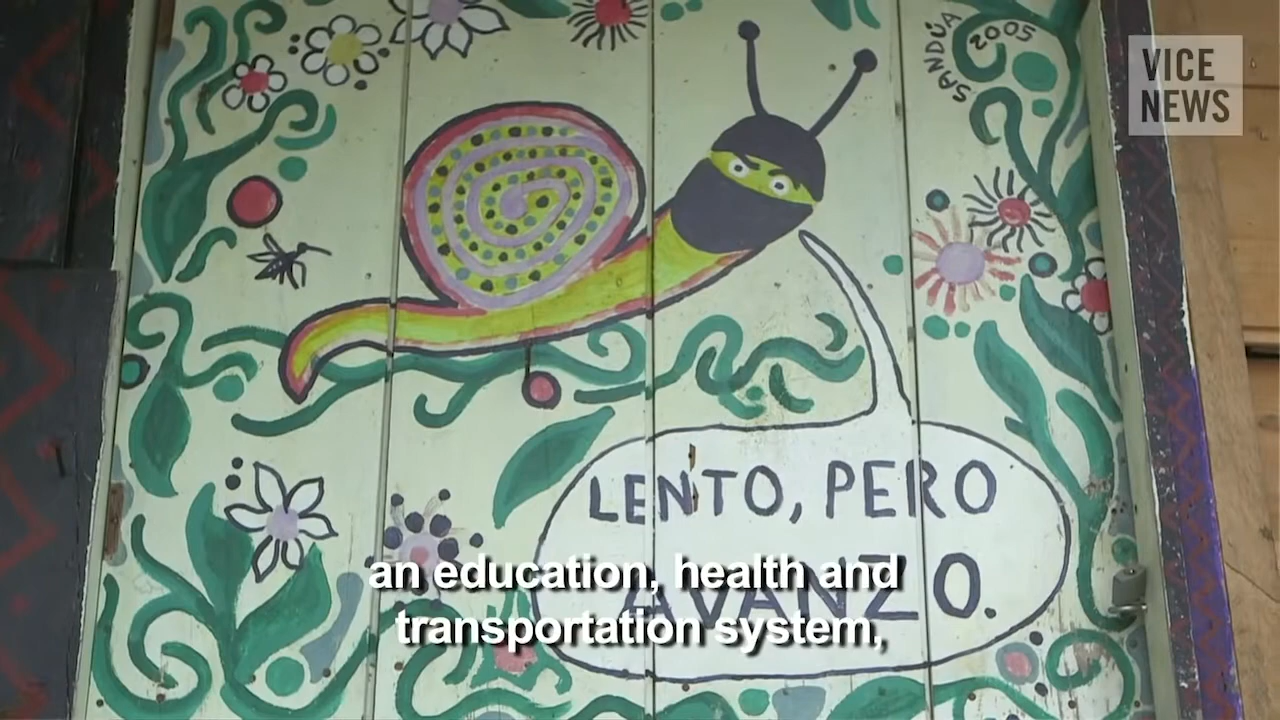 SANDÚA
2005
VICE
NEWS
LENTO, PERO
AVANZO.
an education, health and
transportation system,